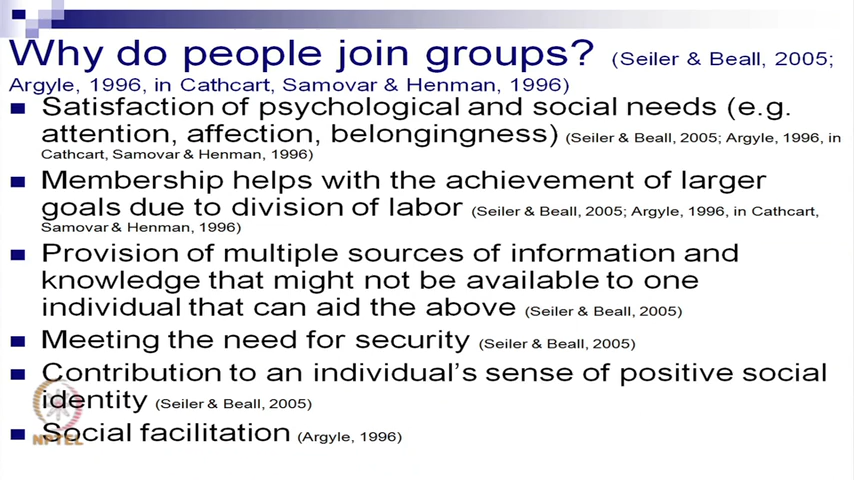 Why do people join groups? (Seiler & Beall, 2005;
Argyle, 1996, in Cathcart, Samovar & Henman, 1996)
Satisfaction of psychological and social needs (e.g.
attention, affection, belongingness) (Seiler & Beall, 2005; Argyle, 1996, in
Cathcart, Samovar & Henman, 1996)
Membership helps with the achievement of larger
goals due to division of labor (Seiler & Beall, 2005; Argyle, 1996, in Cathcart,
Samovar & Henman, 1996)
Provision of multiple sources of information and
knowledge that might not be available to one
individual that can aid the above (Seiler & Beall, 2005)
Meeting the need for security (Seiler & Beall, 2005)
Contribution to an individual's sense of positive social
identity (Seiler & Beall, 2005)
Social facilitation (Argyle, 1996)
NPTEL